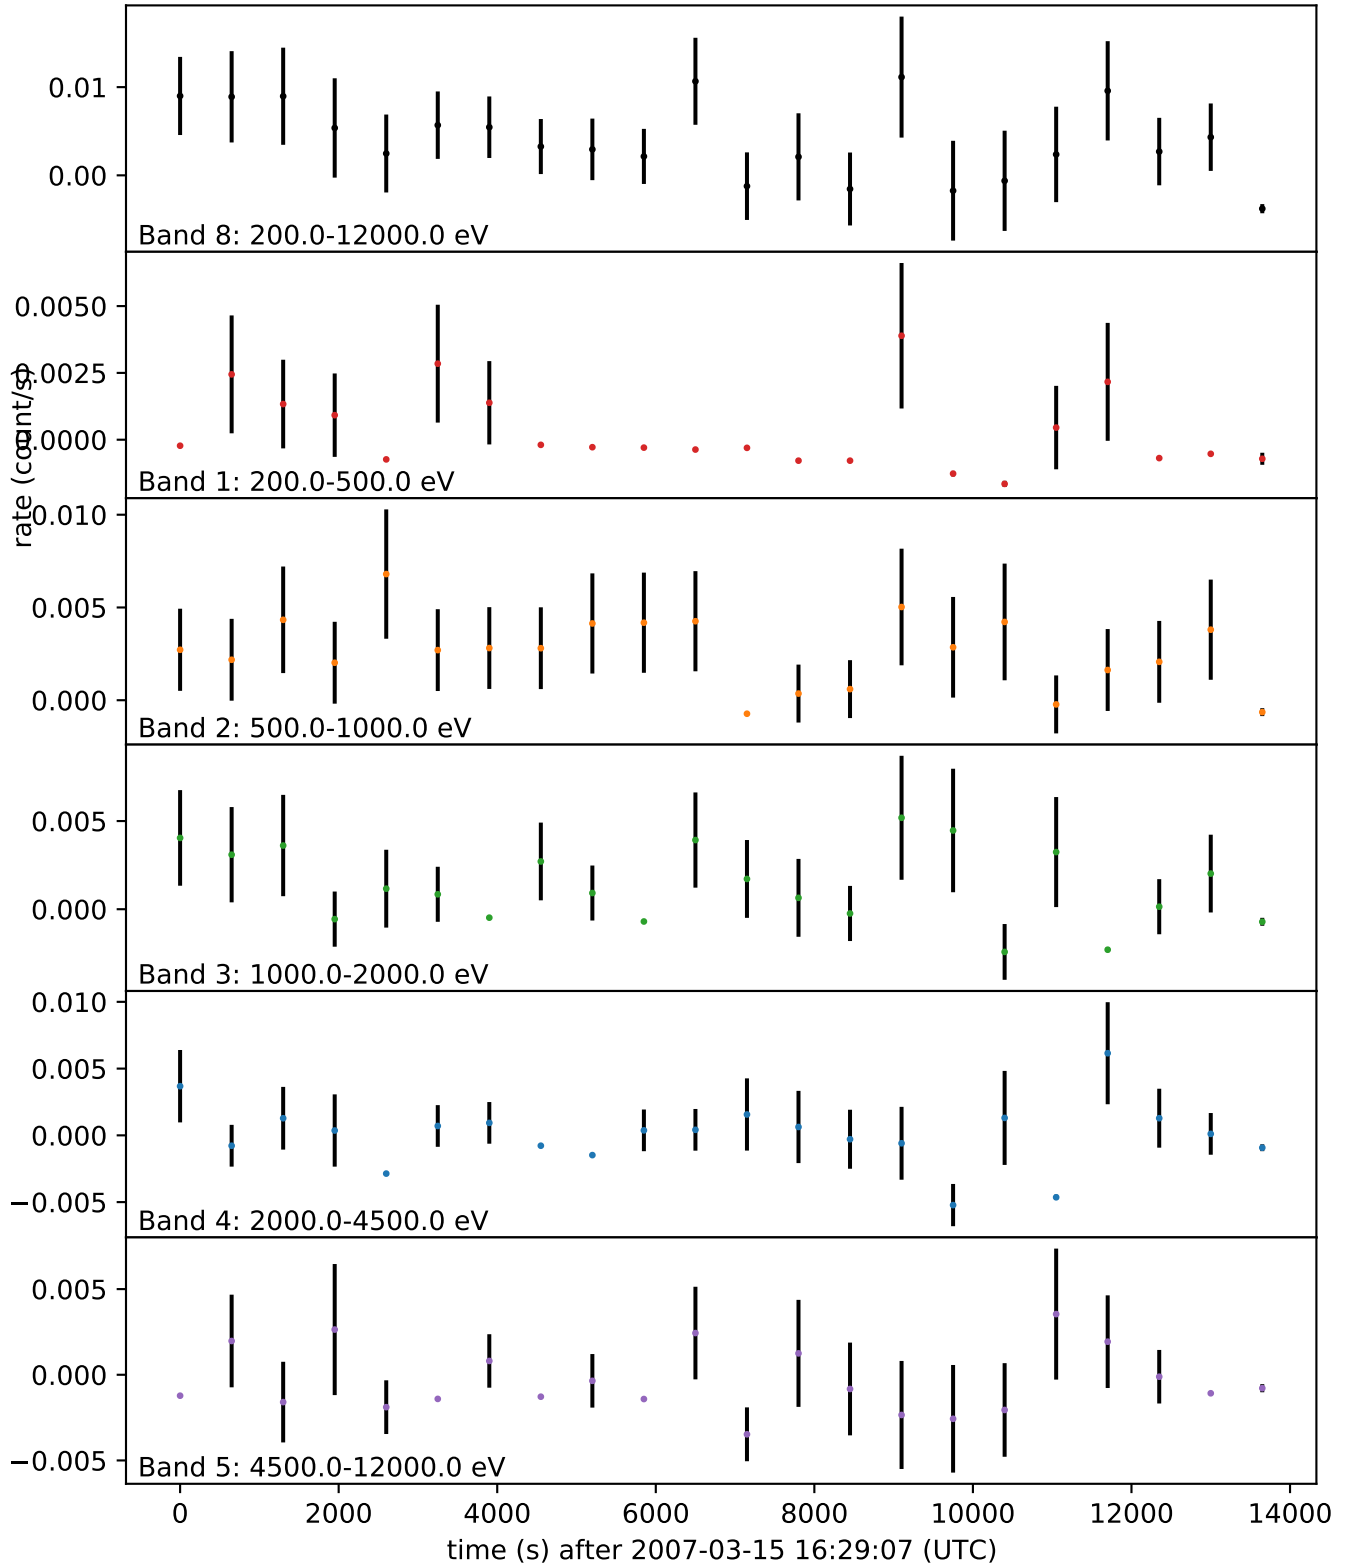 0.01
0.00
Band 8: 200.0-12000.0 eV
0.0050
0.0025
0.0000
Band 1: 200.0-500.0 eV
rate (count/s)
0.010
0.005
0.000
Band 2: 500.0-1000.0 eV
0.005
0.000
Band 3: 1000.0-2000.0 eV
0.010
0.005
0.000
−0.005
Band 4: 2000.0-4500.0 eV
0.005
0.000
−0.005
Band 5: 4500.0-12000.0 eV
0 2000 4000 6000 8000 10000 12000 14000
time (s) after 2007-03-15 16:29:07 (UTC)